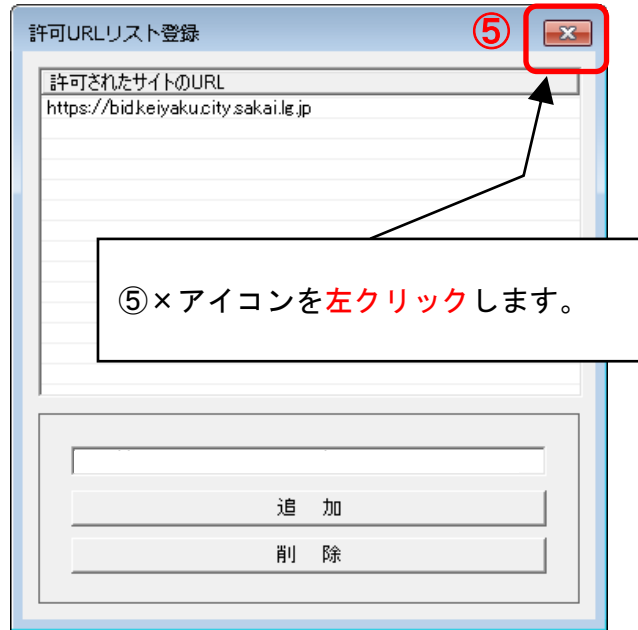 許可URLリスト登録
⑤
許可されたサイトのURL
https://bid.keiyaku.city.sakai.lg.jp
⑤×アイコンを左クリックします。
追　加
削　除